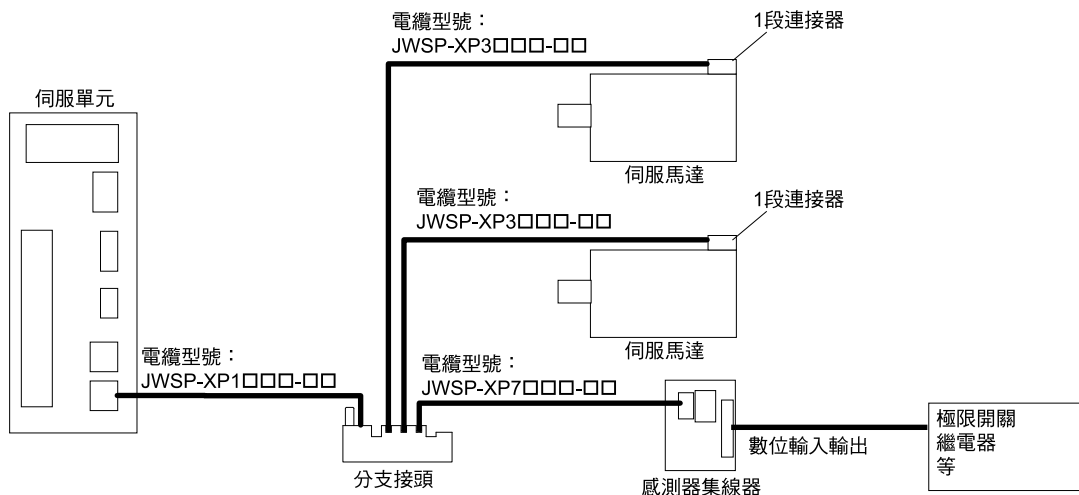 電纜型號：
JWSP-XP3□□□-□□
1段連接器
伺服單元
伺服馬達
電纜型號：
JWSP-XP3□□□-□□
1段連接器
伺服馬達
電纜型號：
JWSP-XP1□□□-□□
電纜型號：
JWSP-XP7□□□-□□
分支接頭
感測器集線器
數位輸入輸出
極限開關
繼電器
等